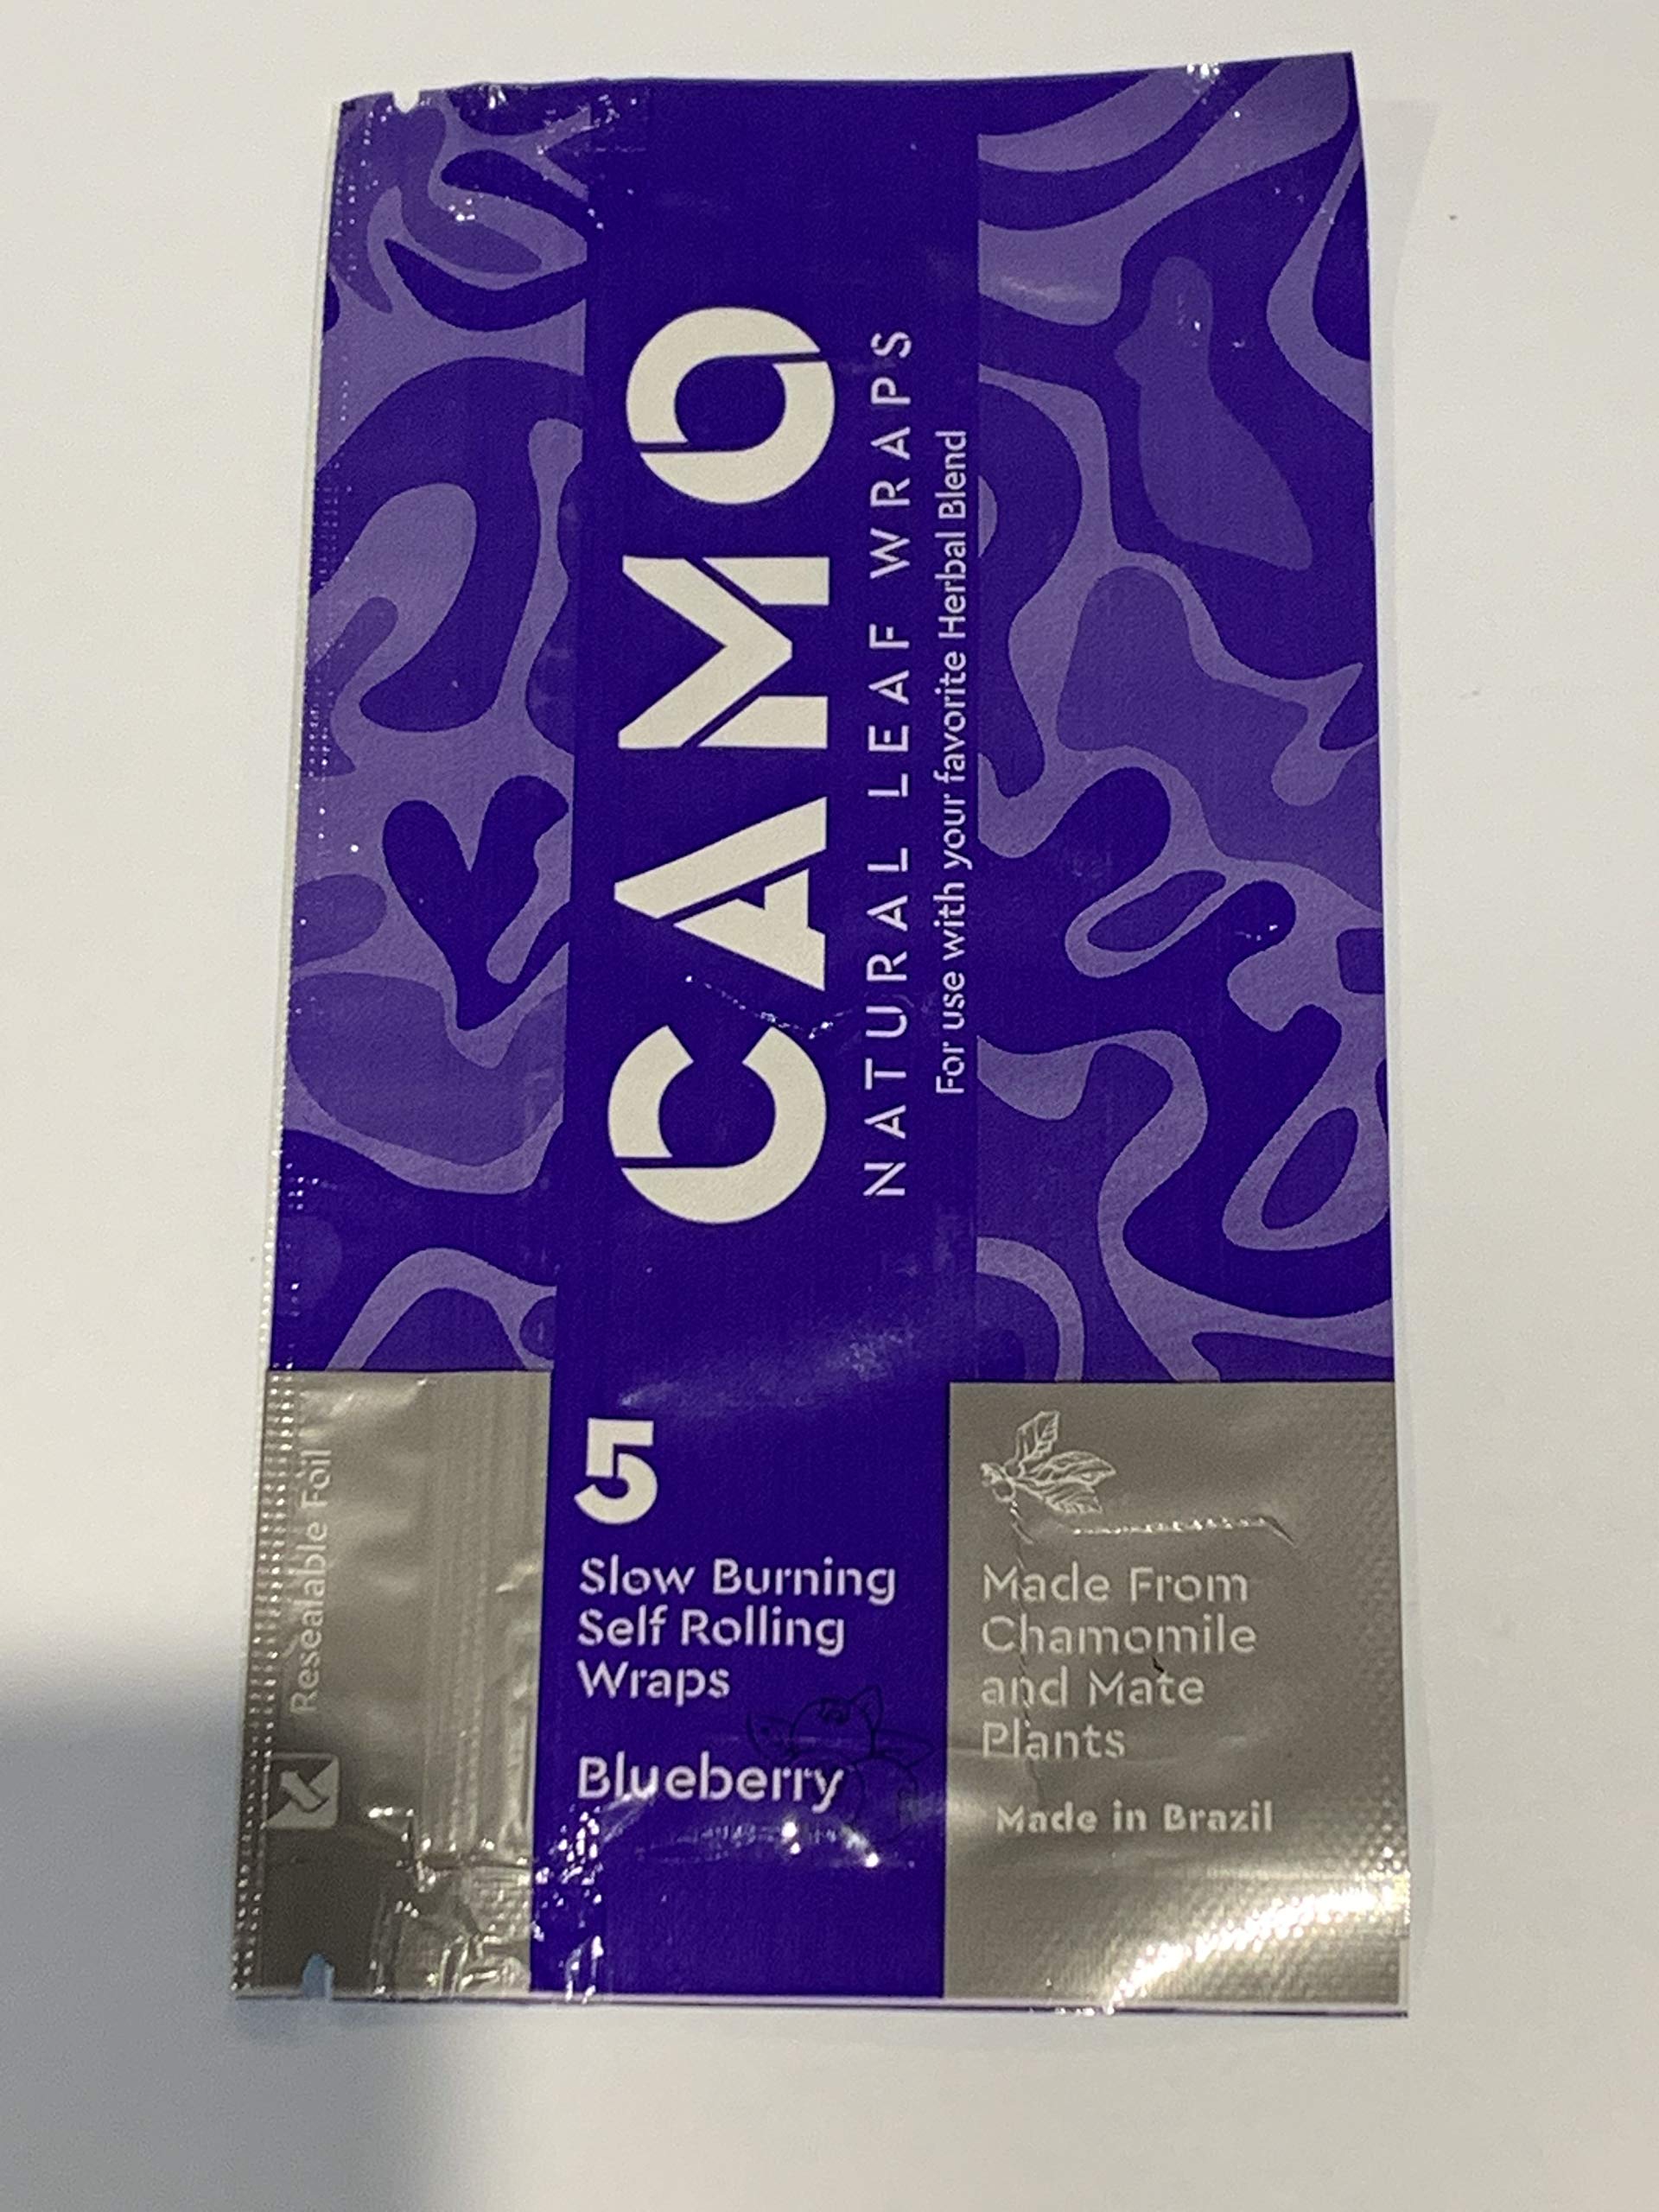 CAMO
NATURAL LEAF WRAPS
For use with your favorite Herbal Blend
Resealable Foil
5
Slow Burning
Self Rolling
Wraps
Blueberry
Made From
Chamomile
and Mate
Plants
Made in Brazil